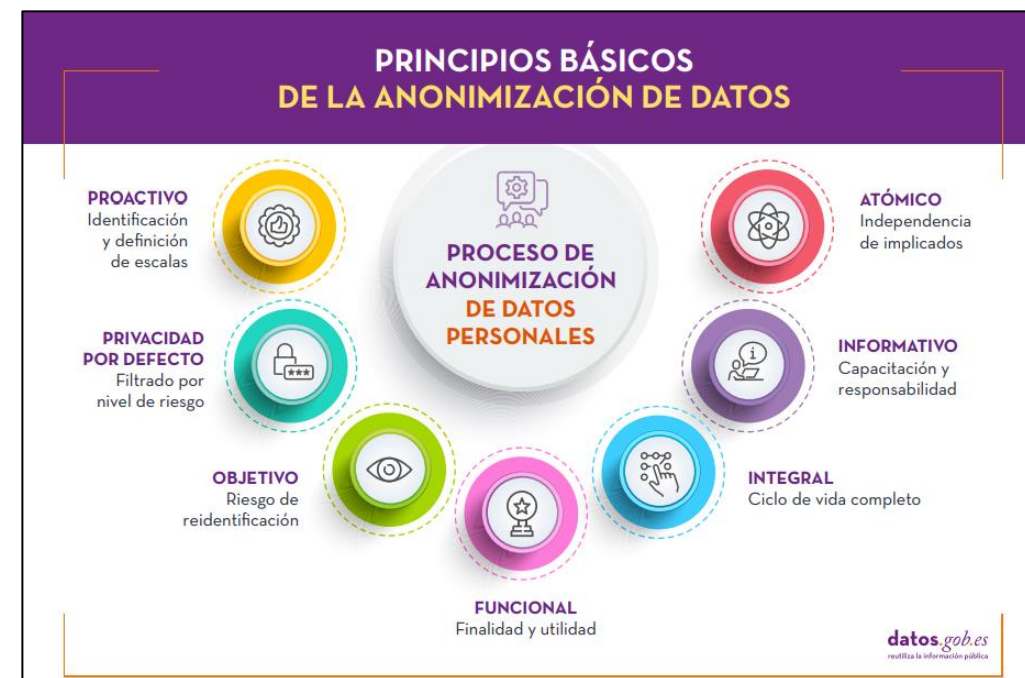 PRINCIPIOS BÁSICOS
DE LA ANONIMIZACIÓN DE DATOS
PROCESO DE
ANONIMIZACIÓN
DE DATOS
PERSONALES
PROACTIVO
Identificación
y definición
de escalas
PRIVACIDAD
POR DEFECTO
Filtrado por
nivel de riesgo
***
OBJETIVO
Riesgo de
reidentificación
FUNCIONAL
Finalidad y utilidad
INTEGRAL
Ciclo de vida completo
INFORMATIVO
Capacitación y
responsabilidad
i
ATÓMICO
Independencia
de implicados
datos.gob.es
reutiliza la información pública